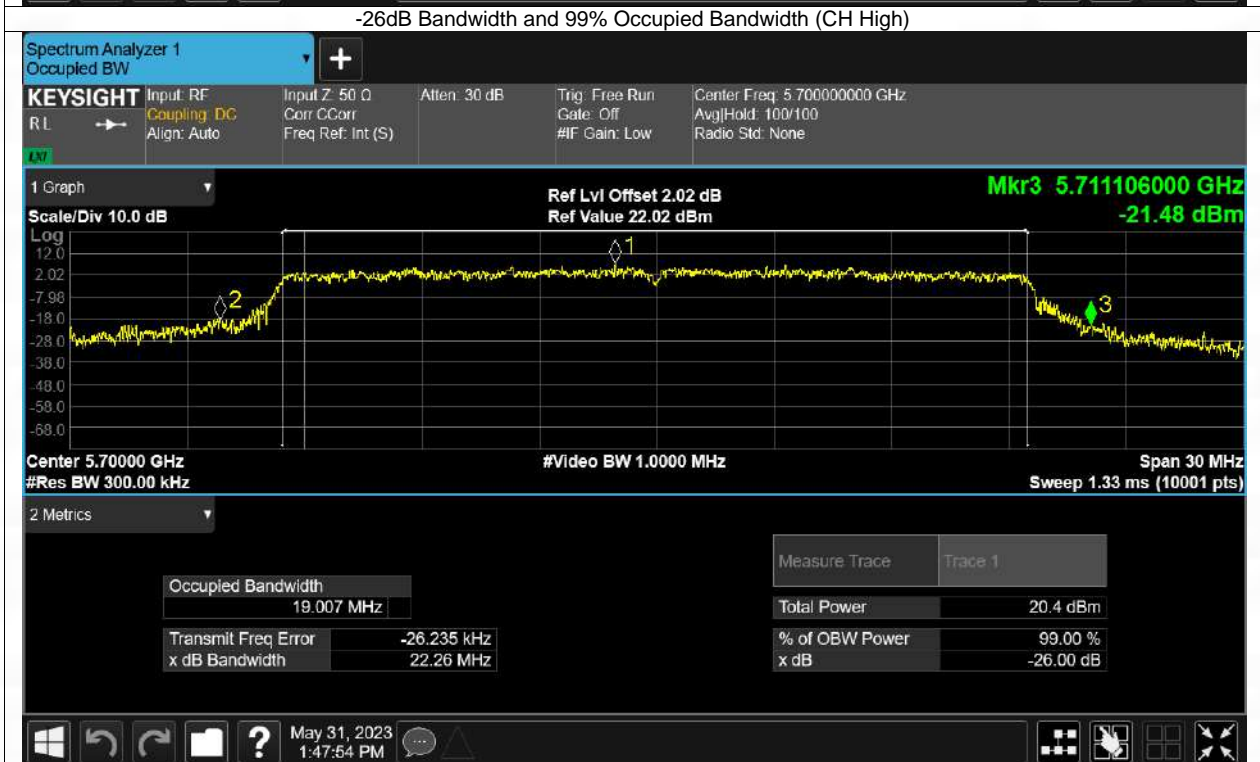 -26dB Bandwidth and 99% Occupied Bandwidth (CH High)
Spectrum Analyzer 1
Occupied BW
+
KEYSIGHT Input: RF Input Z: 50 Ω Atten: 30 dB Trig: Free Run Center Freq: 5.700000000 GHz
RL Coupling: DC Corr CCorr Gate: Off Avg|Hold: 100/100
Align: Auto Freq Ref: Int (S) #IF Gain: Low Radio Std: None
LXI
1 Graph Ref Lvl Offset 2.02 dB Mkr3 5.711106000 GHz
Scale/Div 10.0 dB Ref Value 22.02 dBm -21.48 dBm
Log
12.0
2.02
-7.98
-18.0
-28.0
-38.0
-48.0
-58.0
-68.0
1
2
3
Center 5.70000 GHz #Video BW 1.0000 MHz Span 30 MHz
#Res BW 300.00 kHz Sweep 1.33 ms (10001 pts)
2 Metrics
Measure Trace Trace 1
Occupied Bandwidth
19.007 MHz Total Power 20.4 dBm
Transmit Freq Error -26.235 kHz % of OBW Power 99.00 %
x dB Bandwidth 22.26 MHz x dB -26.00 dB
? May 31, 2023
1:47:54 PM